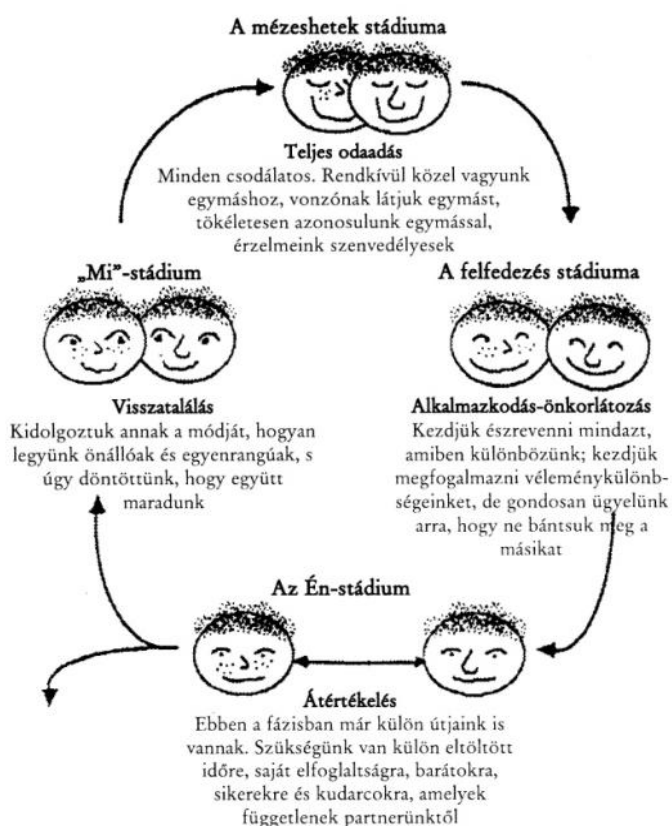 A mézeshetek stádiuma
Teljes odaadás
Minden csodálatos. Rendkívül közel vagyunk
egymáshoz, vonzónak látjuk egymást,
tökéletesen azonosulunk egymással,
érzelmeink szenvedélyesek
A felfedezés stádiuma
Alkalmazkodás-önkorlátozás
Kezdjük észrevenni mindazt,
amiben különbözünk; kezdjük
megfogalmazni véleménykülönb-
ségeinket, de gondosan ügyelünk
arra, hogy ne bántsuk meg a
másikat
Az Én-stádium
Átértékelés
Ebben a fázisban már külön útjaink is
vannak. Szükségünk van külön eltöltött
időre, saját elfoglaltságra, barátokra,
sikerekre és kudarcokra, amelyek
függetlenek partnerünktől
„Mi”-stádium
Visszatalálás
Kidolgoztuk annak a módját, hogyan
legyünk önállóak és egyenrangúak, s
úgy döntöttünk, hogy együtt
maradunk